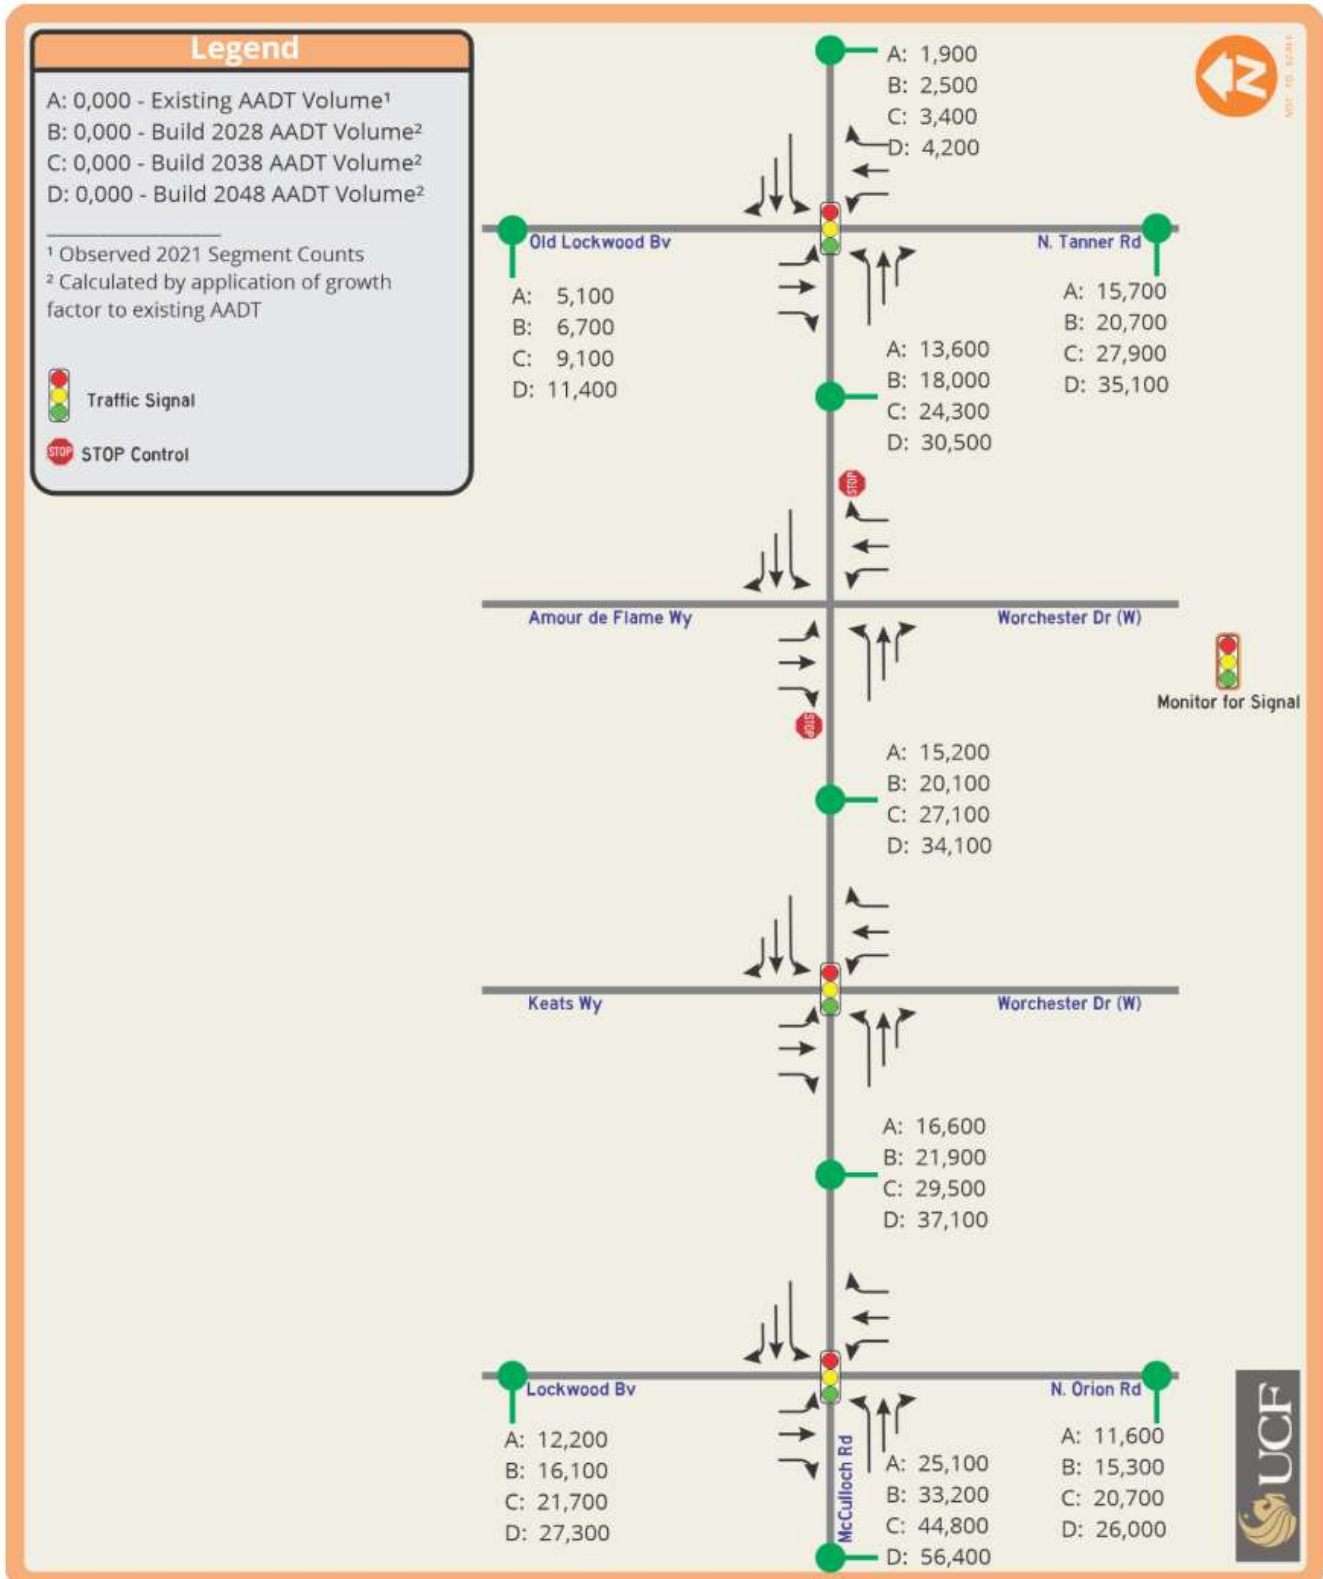 Legend
A: 0,000 - Existing AADT Volume¹
B: 0,000 - Build 2028 AADT Volume²
C: 0,000 - Build 2038 AADT Volume²
D: 0,000 - Build 2048 AADT Volume²
¹ Observed 2021 Segment Counts
² Calculated by application of growth
factor to existing AADT
Traffic Signal
STOP
STOP Control
N
NOT TO SCALE
A: 1,900
B: 2,500
C: 3,400
D: 4,200
Old Lockwood Bv
N. Tanner Rd
A: 5,100
B: 6,700
C: 9,100
D: 11,400
A: 15,700
B: 20,700
C: 27,900
D: 35,100
A: 13,600
B: 18,000
C: 24,300
D: 30,500
STOP
Amour de Flame Wy
Worchester Dr (W)
Monitor for Signal
STOP
A: 15,200
B: 20,100
C: 27,100
D: 34,100
Keats Wy
Worchester Dr (W)
A: 16,600
B: 21,900
C: 29,500
D: 37,100
Lockwood Bv
N. Orion Rd
A: 12,200
B: 16,100
C: 21,700
D: 27,300
McCulloch Rd
A: 25,100
B: 33,200
C: 44,800
D: 56,400
A: 11,600
B: 15,300
C: 20,700
D: 26,000
UCF